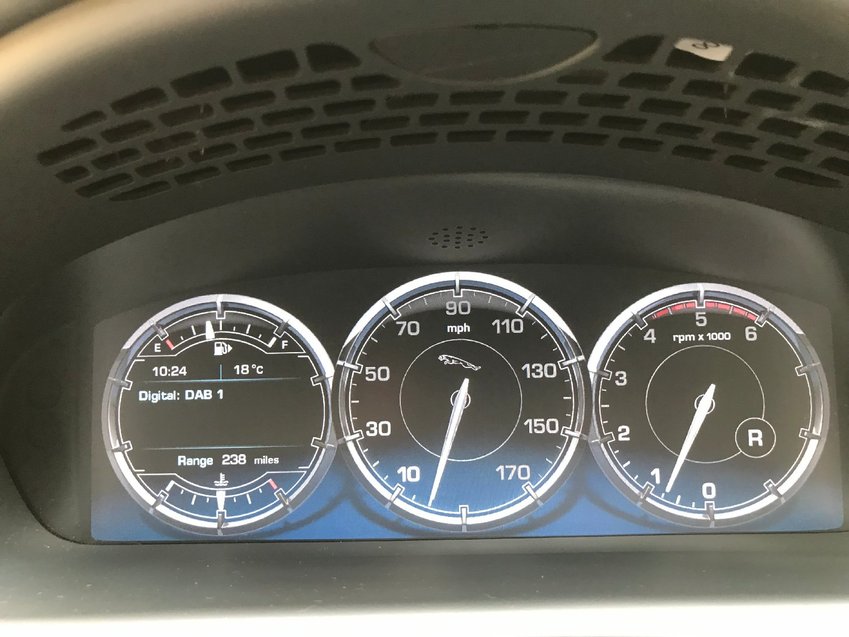 E F
10:24 18°C
Digital: DAB 1
Range 238 miles
10 30 50 70 90 110 130 150 170
mph
0 1 2 3 4 5 6
rpm x 1000
R